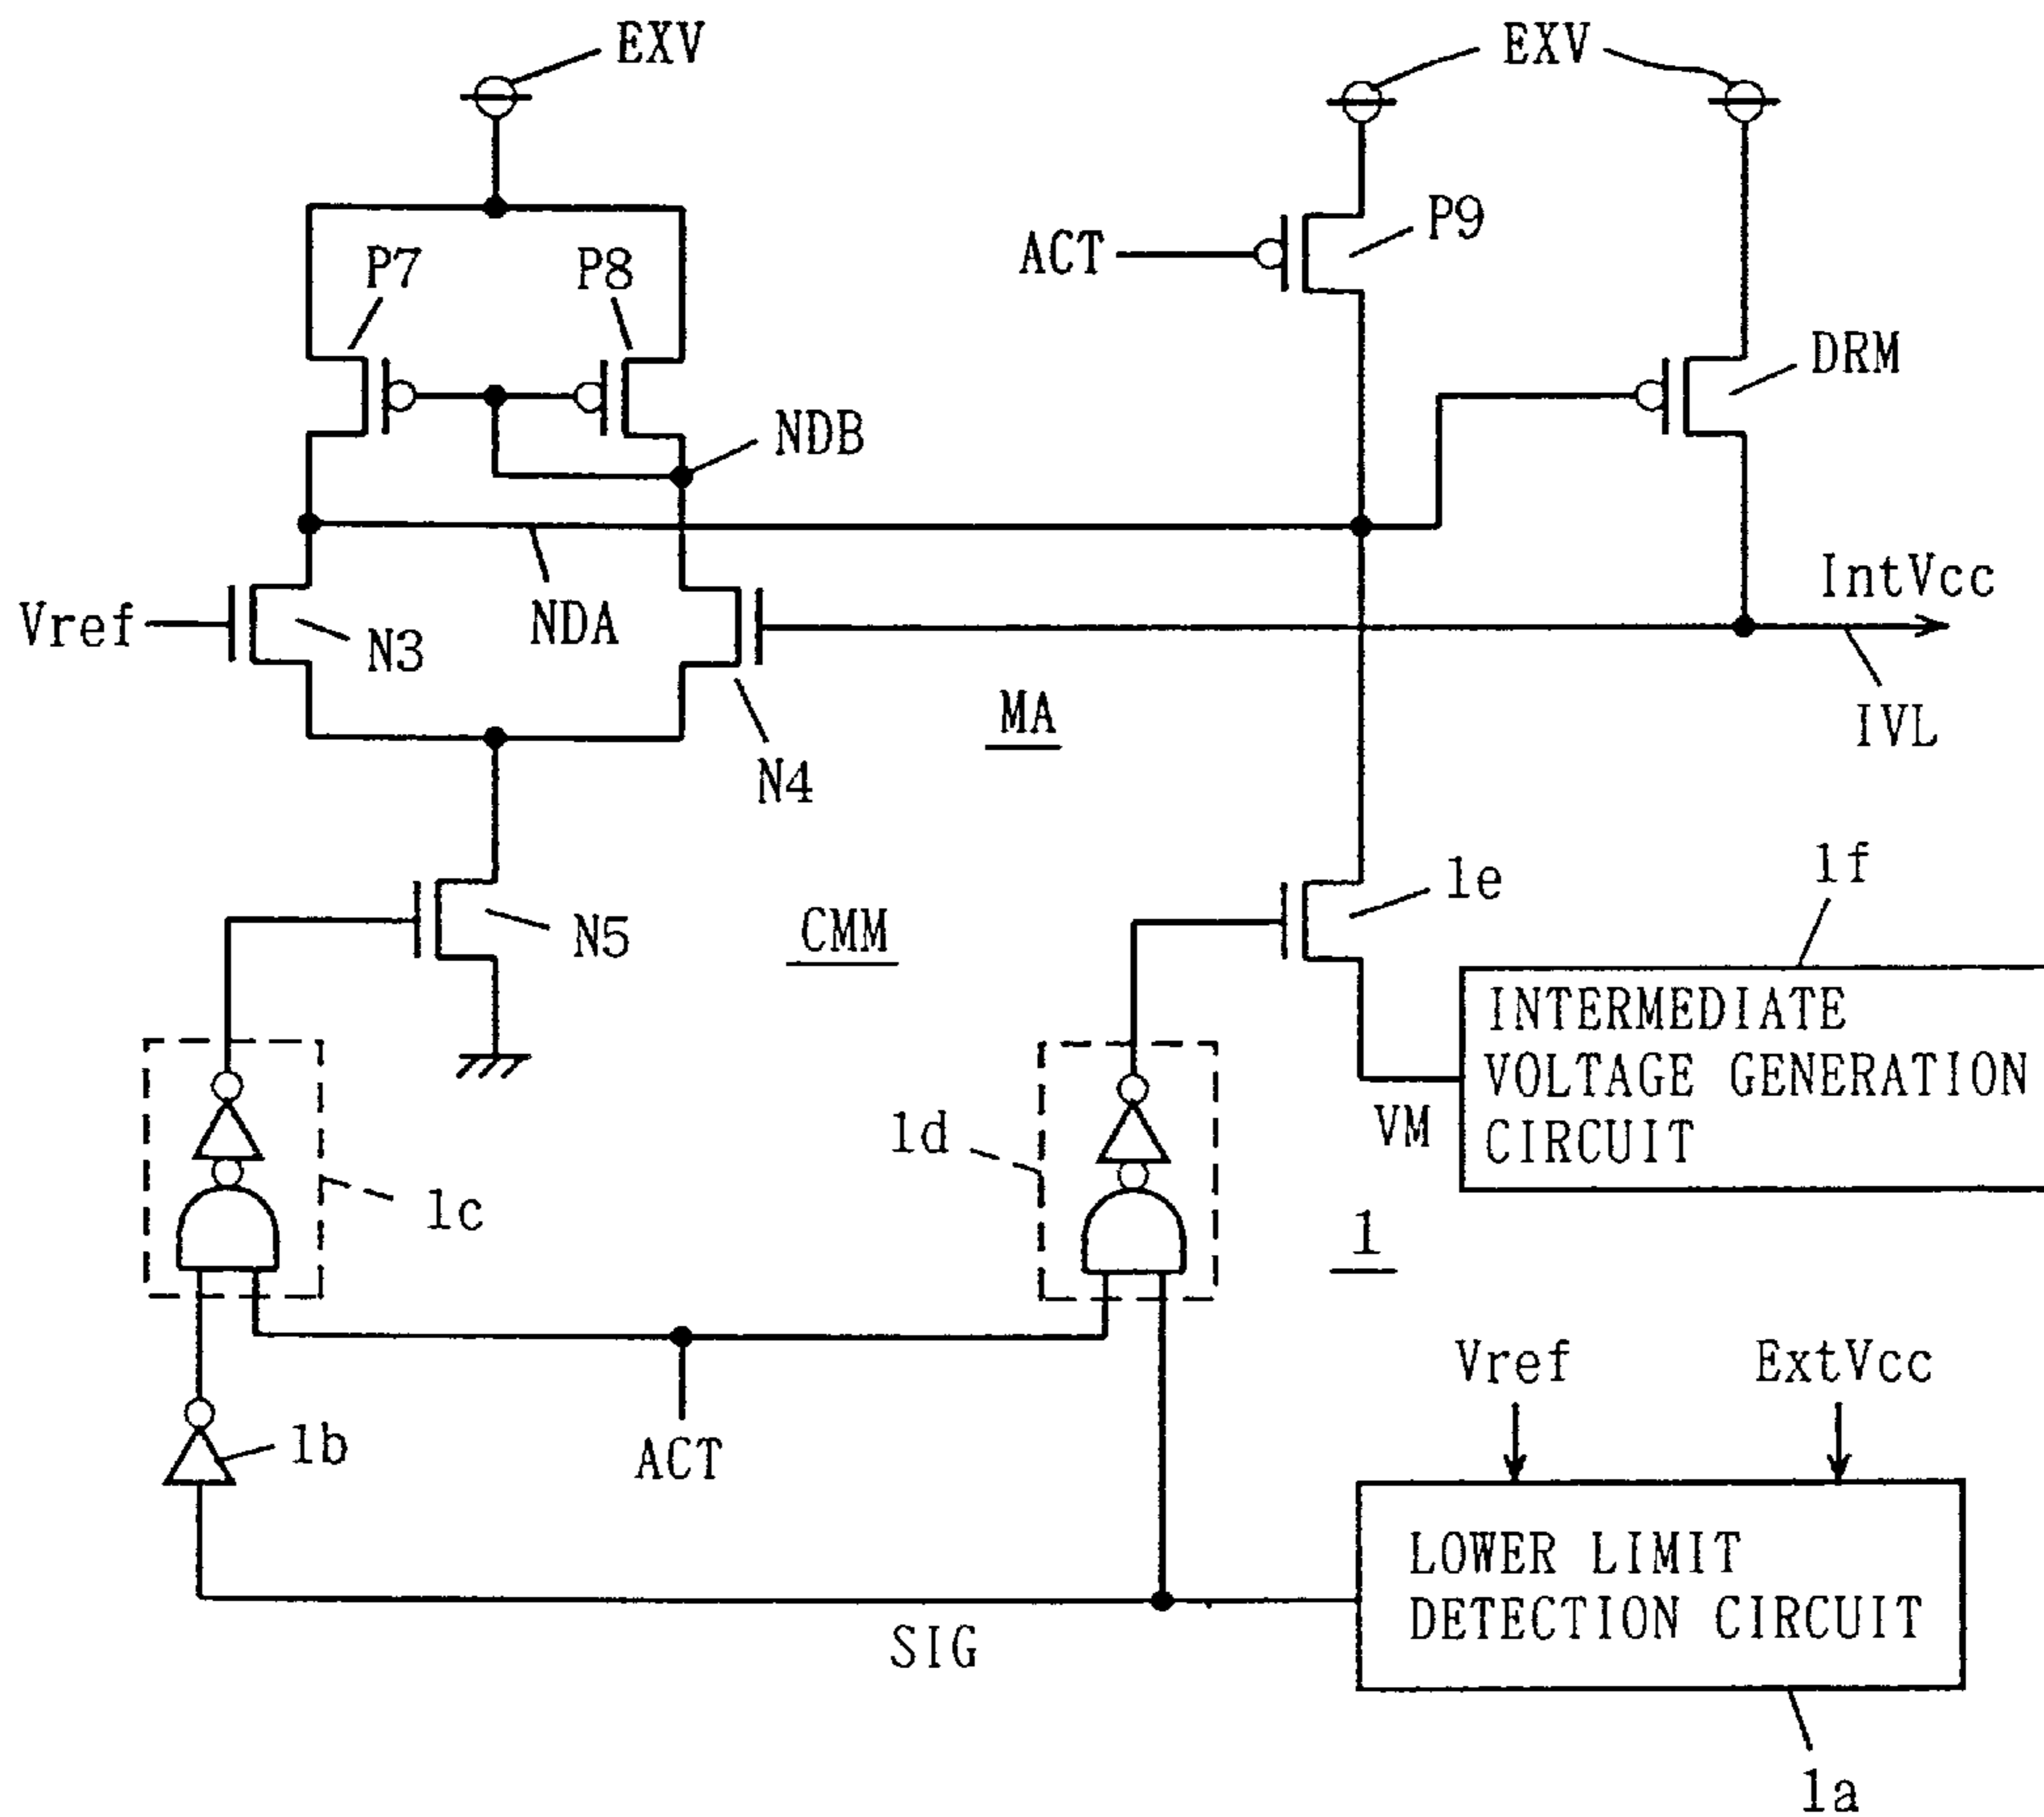 EXV
EXV
P7
P8
ACT
P9
DRM
NDB
Vref
N3
NDA
IntVcc
MA
IVL
N4
1f
1e
N5
CMM
INTERMEDIATE
VOLTAGE GENERATION
CIRCUIT
VM
1d
1c
1
Vref
ExtVcc
1b
ACT
LOWER LIMIT
DETECTION CIRCUIT
SIG
1a